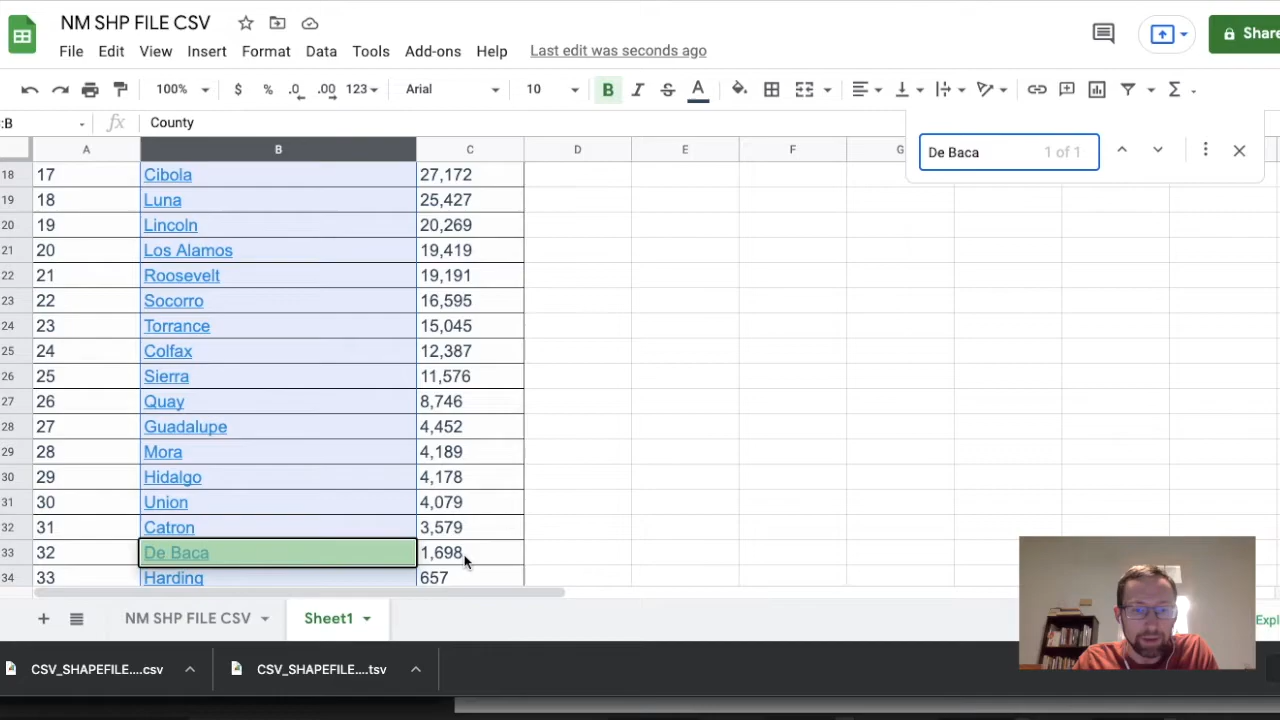 NM SHP FILE CSV
File Edit View Insert Format Data Tools Add-ons Help Last edit was seconds ago
Share
100% $ % .0 .00 123 Arial 10 B I S A
:B fx County
De Baca 1 of 1
A B C D E F G
18 17 Cibola 27,172
19 18 Luna 25,427
20 19 Lincoln 20,269
21 20 Los Alamos 19,419
22 21 Roosevelt 19,191
23 22 Socorro 16,595
24 23 Torrance 15,045
25 24 Colfax 12,387
26 25 Sierra 11,576
27 26 Quay 8,746
28 27 Guadalupe 4,452
29 28 Mora 4,189
30 29 Hidalgo 4,178
31 30 Union 4,079
32 31 Catron 3,579
33 32 De Baca 1,698
34 33 Harding 657
NM SHP FILE CSV Sheet1 Expl
CSV_SHAPEFILE....csv CSV_SHAPEFILE....tsv